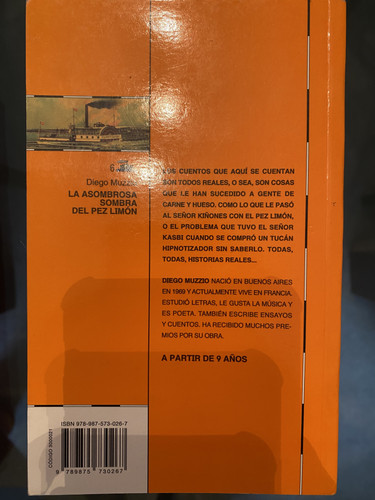 Diego Muzzio
LA ASOMBROSA
SOMBRA
DEL PEZ LIMÓN
LOS CUENTOS QUE AQUÍ SE CUENTAN
SON TODOS REALES, O SEA, SON COSAS
QUE LE HAN SUCEDIDO A GENTE DE
CARNE Y HUESO. COMO LO QUE LE PASÓ
AL SEÑOR KIÑONES CON EL PEZ LIMÓN,
O EL PROBLEMA QUE TUVO EL SEÑOR
KASBI CUANDO SE COMPRÓ UN TUCÁN
HIPNOTIZADOR SIN SABERLO. TODAS,
TODAS, HISTORIAS REALES...
DIEGO MUZZIO NACIÓ EN BUENOS AIRES
EN 1969 Y ACTUALMENTE VIVE EN FRANCIA.
ESTUDIÓ LETRAS, LE GUSTA LA MÚSICA Y
ES POETA. TAMBIÉN ESCRIBE ENSAYOS
Y CUENTOS. HA RECIBIDO MUCHOS PRE-
MIOS POR SU OBRA.
A PARTIR DE 9 AÑOS
ISBN 978-987-573-026-7
9 789875 730267